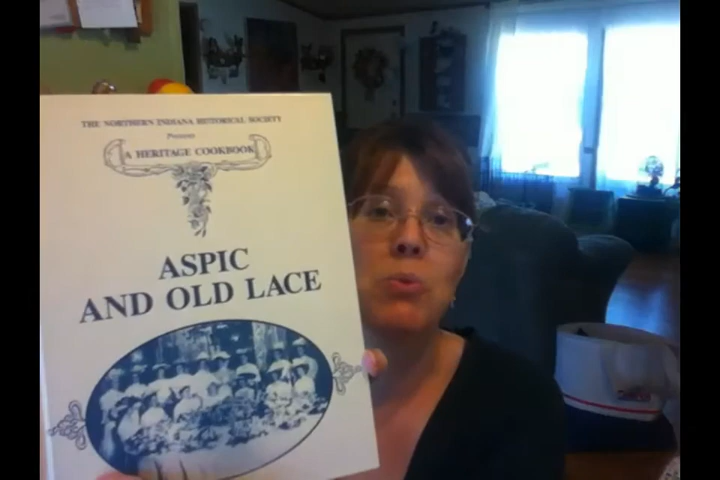 THE NORTHERN INDIANA HISTORICAL SOCIETY
Presents
A HERITAGE COOKBOOK
ASPIC
AND OLD LACE